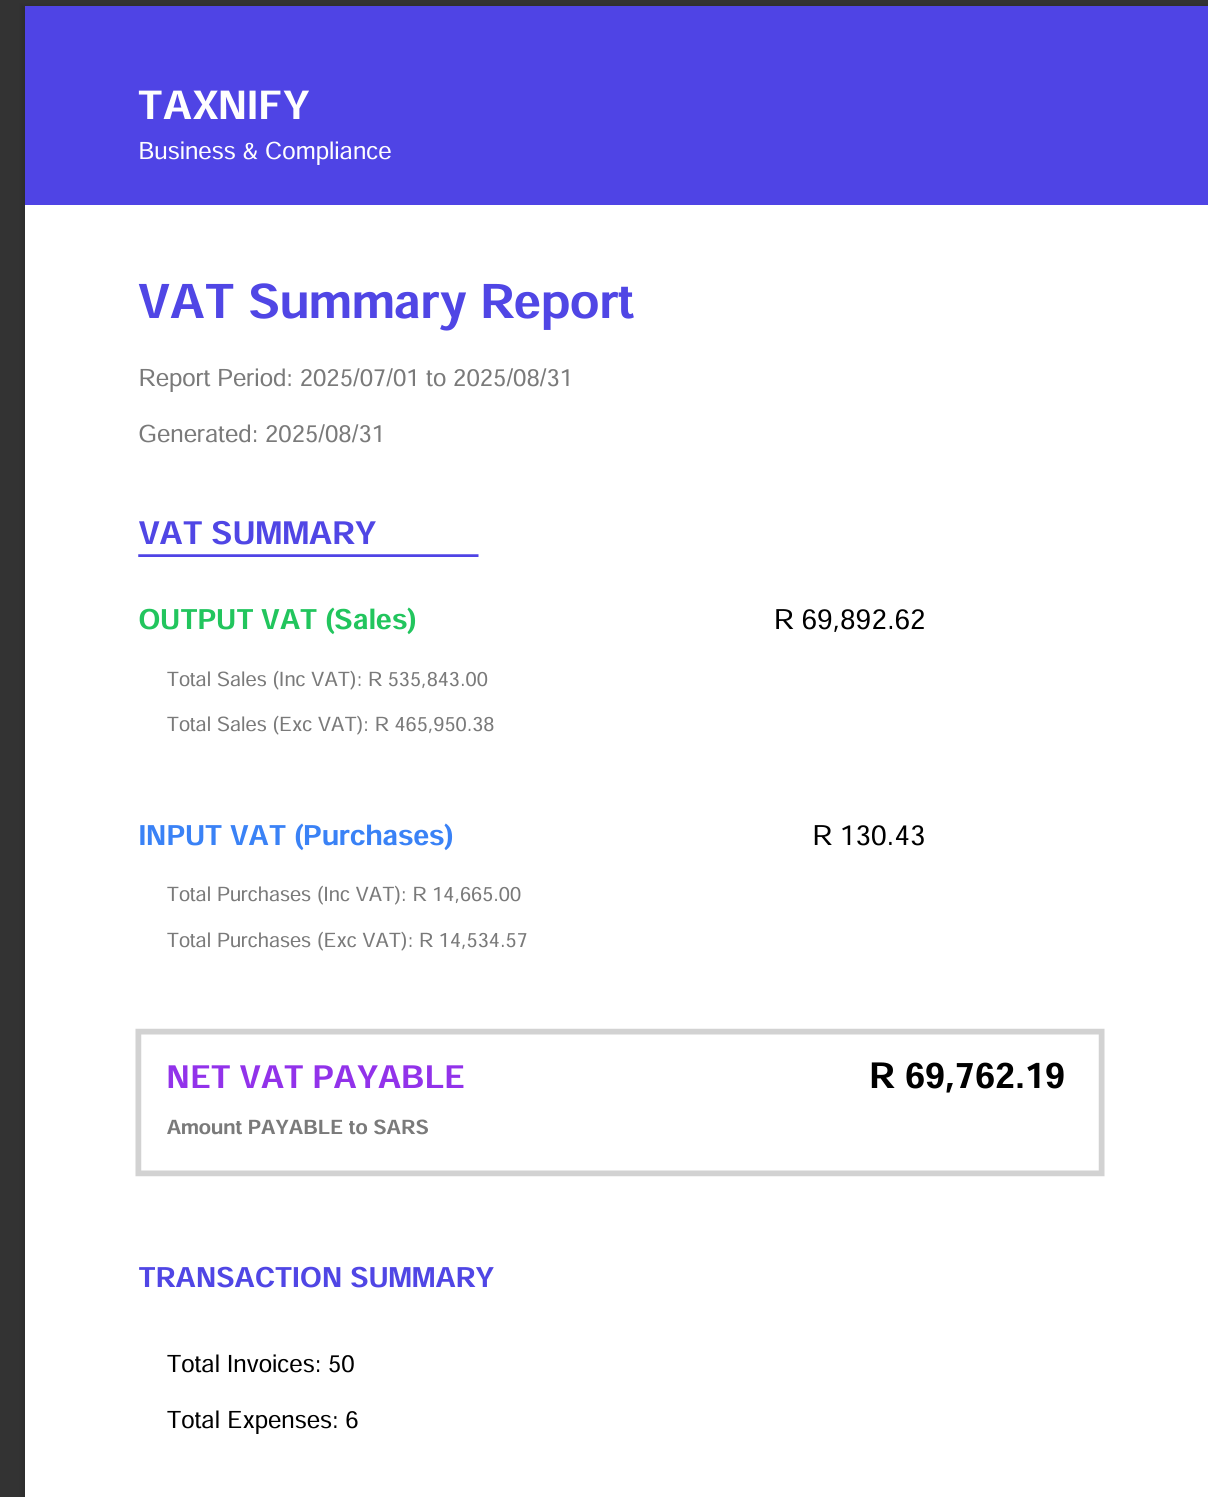 TAXNIFY
Business & Compliance
VAT Summary Report
Report Period: 2025/07/01 to 2025/08/31
Generated: 2025/08/31
VAT SUMMARY
OUTPUT VAT (Sales) R 69,892.62
Total Sales (Inc VAT): R 535,843.00
Total Sales (Exc VAT): R 465,950.38
INPUT VAT (Purchases) R 130.43
Total Purchases (Inc VAT): R 14,665.00
Total Purchases (Exc VAT): R 14,534.57
NET VAT PAYABLE R 69,762.19
Amount PAYABLE to SARS
TRANSACTION SUMMARY
Total Invoices: 50
Total Expenses: 6